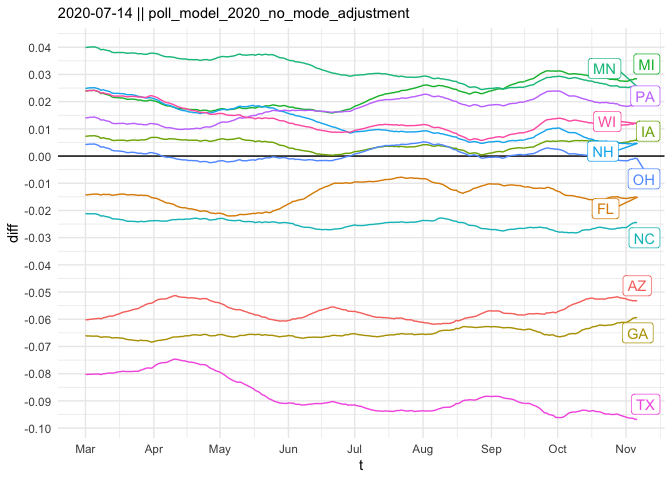 2020-07-14 || poll_model_2020_no_mode_adjustment
diff
0.04
0.03
0.02
0.01
0.00
-0.01
-0.02
-0.03
-0.04
-0.05
-0.06
-0.07
-0.08
-0.09
-0.10
MI
MN
PA
WI
IA
NH
OH
FL
NC
AZ
GA
TX
Mar Apr May Jun Jul Aug Sep Oct Nov
t